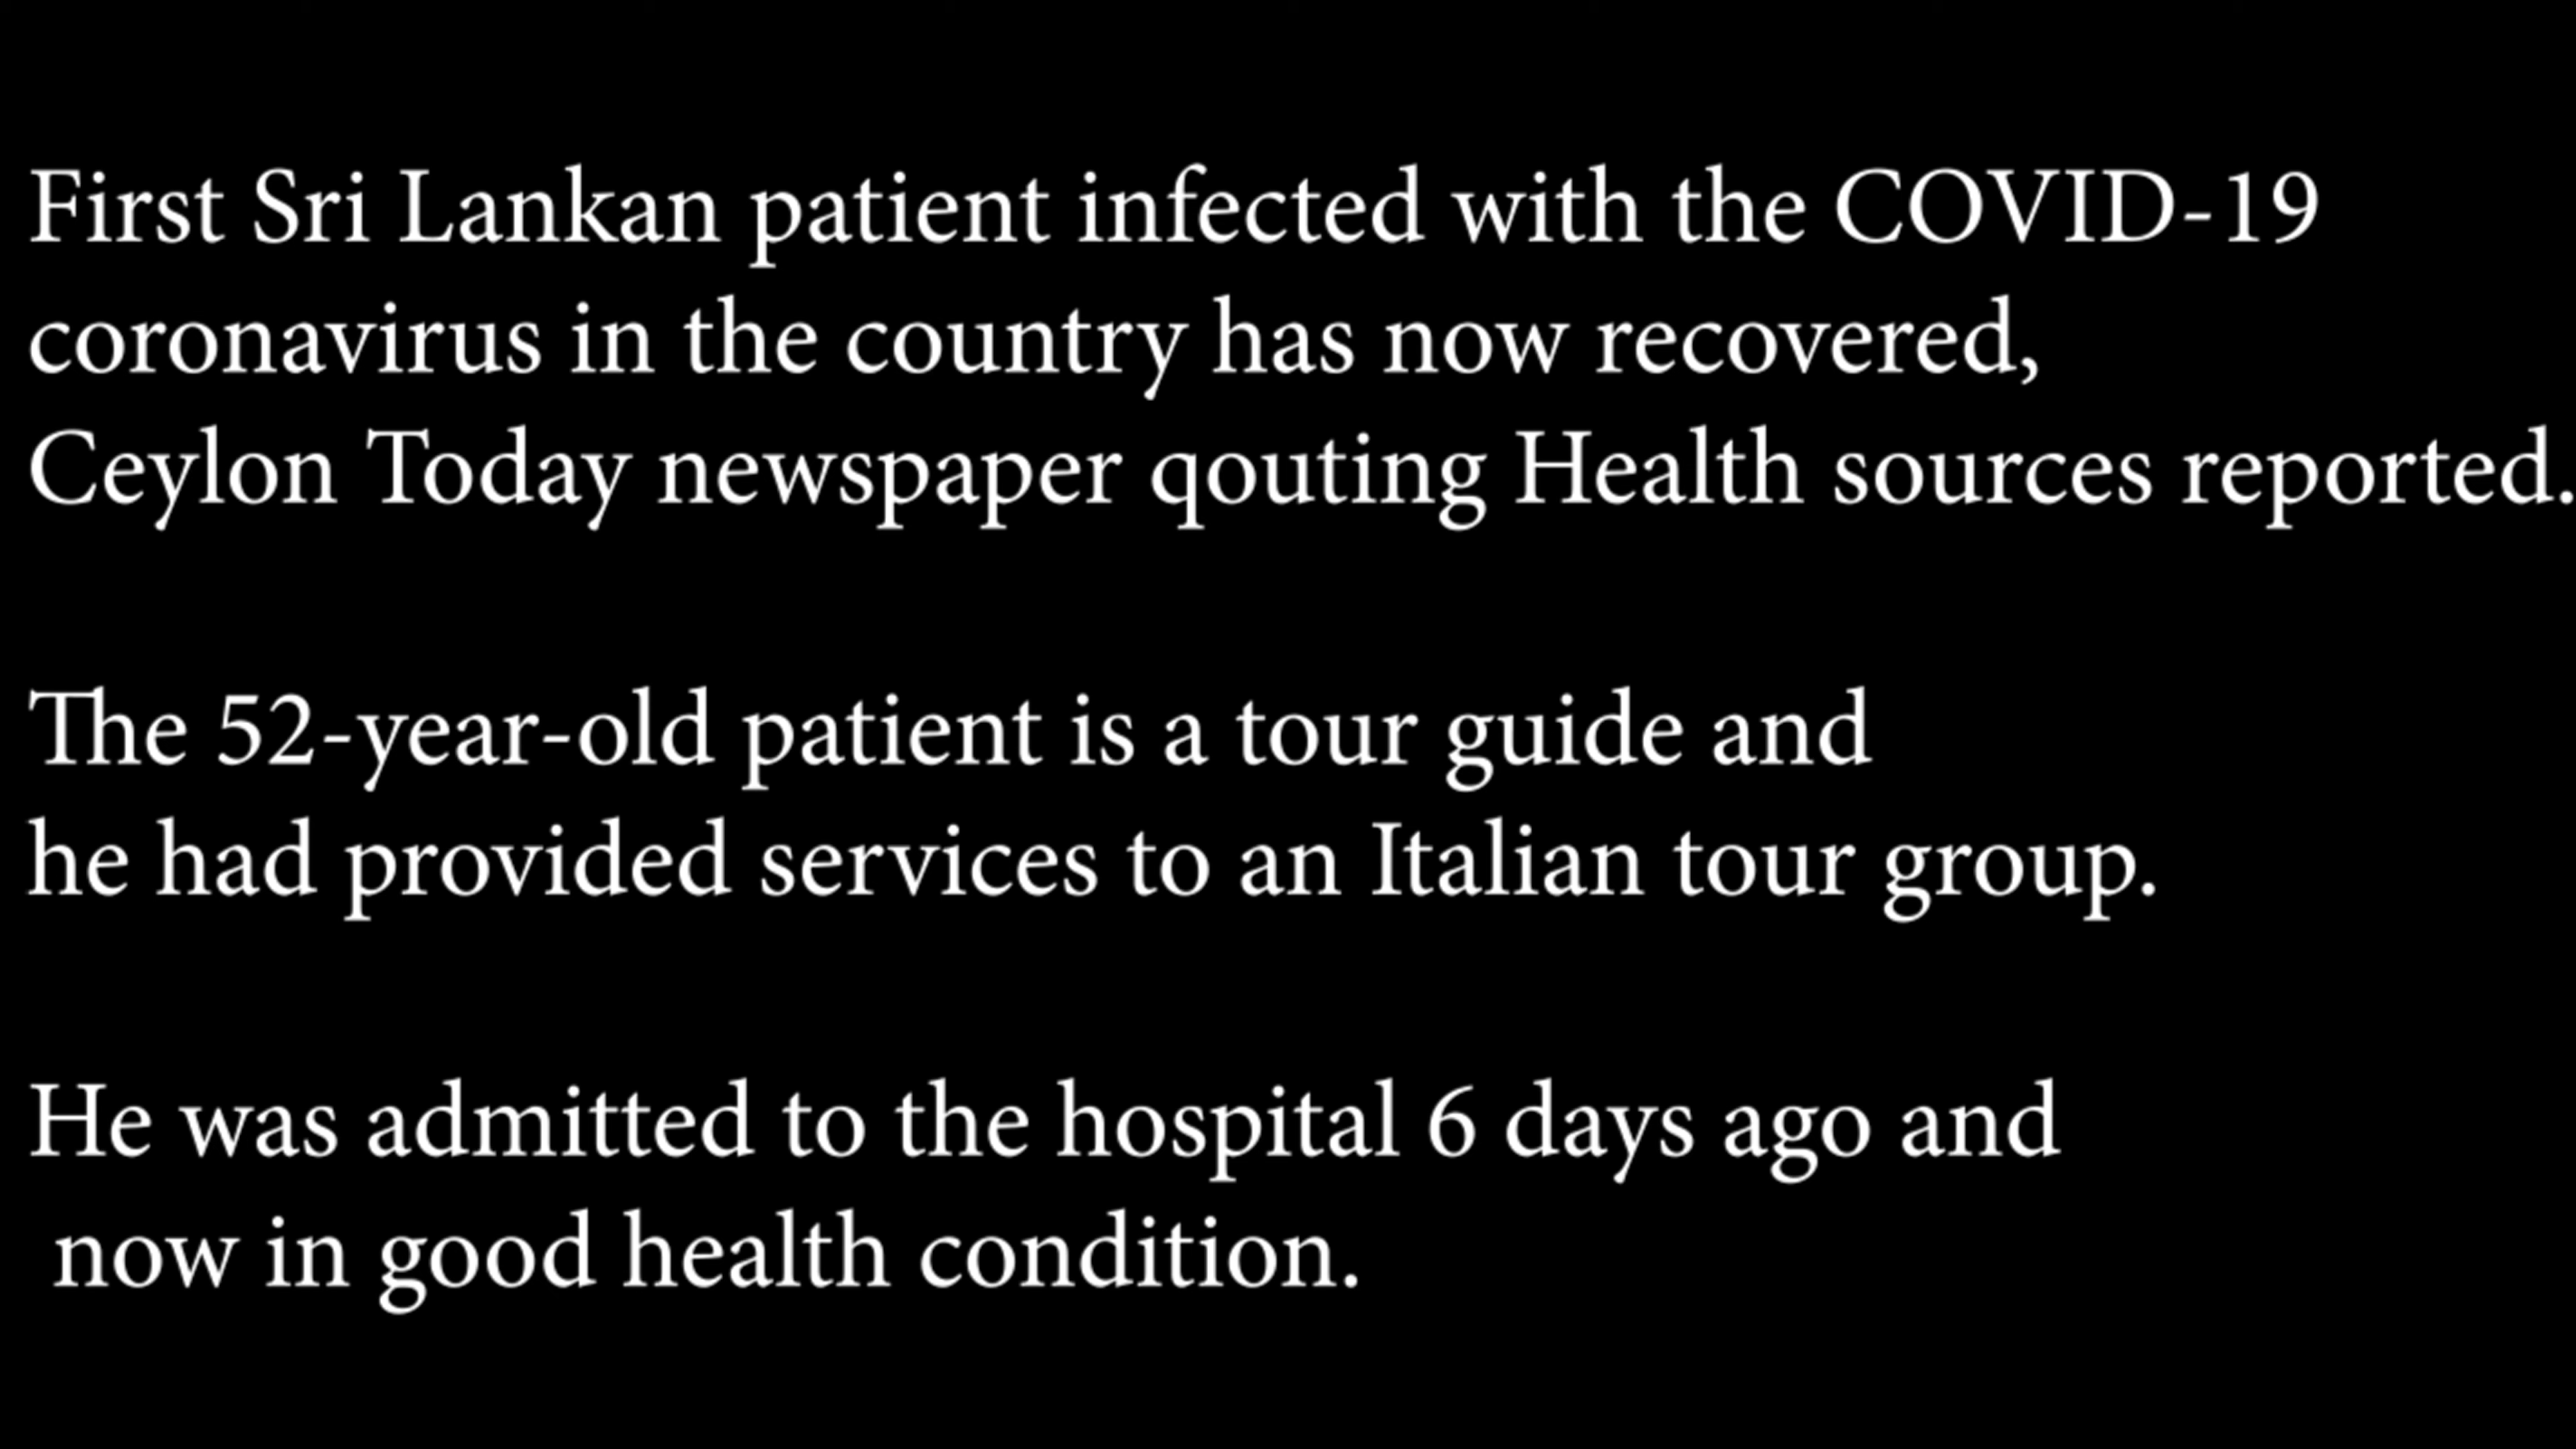 First Sri Lankan patient infected with the COVID-19
coronavirus in the country has now recovered,
Ceylon Today newspaper qouting Health sources reported.
The 52-year-old patient is a tour guide and
he had provided services to an Italian tour group.
He was admitted to the hospital 6 days ago and
now in good health condition.